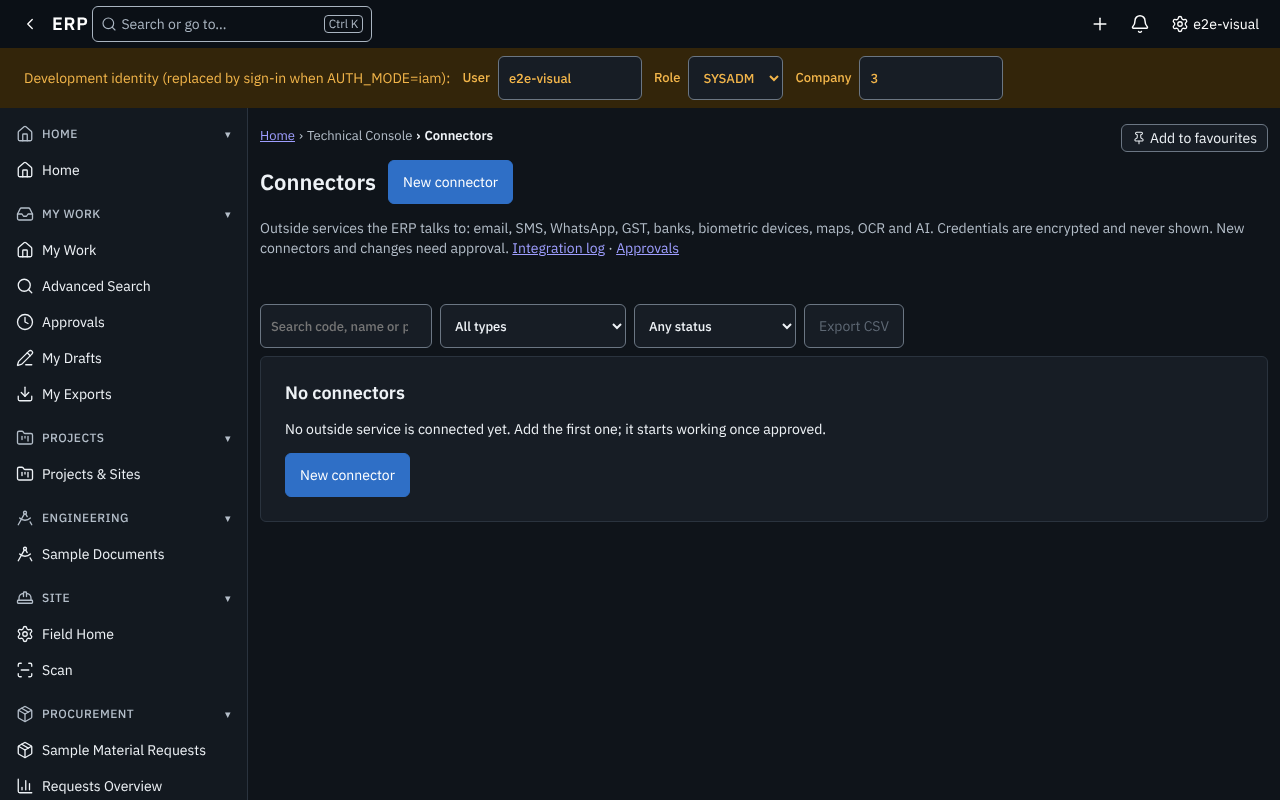 ERP
Search or go to...
Ctrl K
e2e-visual
Development identity (replaced by sign-in when AUTH_MODE=iam):
User
e2e-visual
Role
SYSADM
Company
3
HOME
Home
MY WORK
My Work
Advanced Search
Approvals
My Drafts
My Exports
PROJECTS
Projects & Sites
ENGINEERING
Sample Documents
SITE
Field Home
Scan
PROCUREMENT
Sample Material Requests
Requests Overview
Home › Technical Console › Connectors
Add to favourites
Connectors
New connector
Outside services the ERP talks to: email, SMS, WhatsApp, GST, banks, biometric devices, maps, OCR and AI. Credentials are encrypted and never shown. New
connectors and changes need approval. Integration log · Approvals
Search code, name or p
All types
Any status
Export CSV
No connectors
No outside service is connected yet. Add the first one; it starts working once approved.
New connector